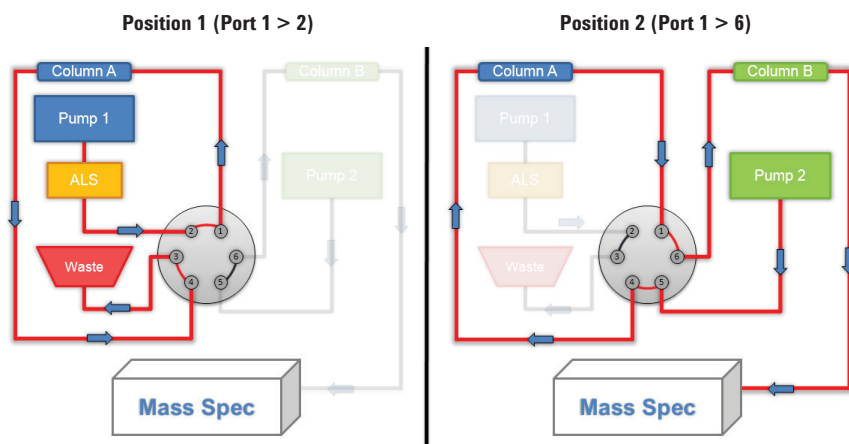 Position 1 (Port 1 > 2)
Column A
Column B
Pump 1
ALS
Pump 2
2
1
3
6
4
5
Waste
Mass Spec
Position 2 (Port 1 > 6)
Column A
Column B
Pump 1
ALS
Pump 2
2
1
3
6
4
5
Waste
Mass Spec